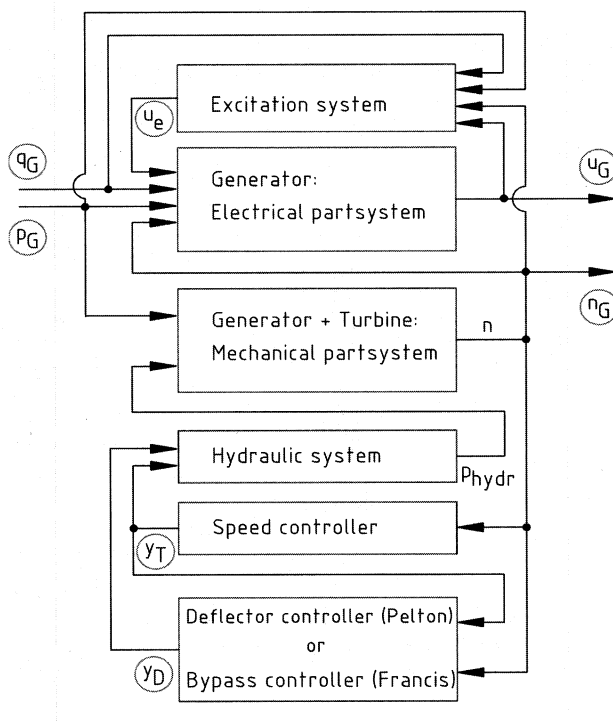 Excitation system
u_e
q_G
Generator:
Electrical partsystem
u_G
p_G
n_G
Generator + Turbine:
Mechanical partsystem
n
Hydraulic system
p_hydr
Speed controller
y_T
Deflector controller (Pelton)
or
Bypass controller (Francis)
y_D